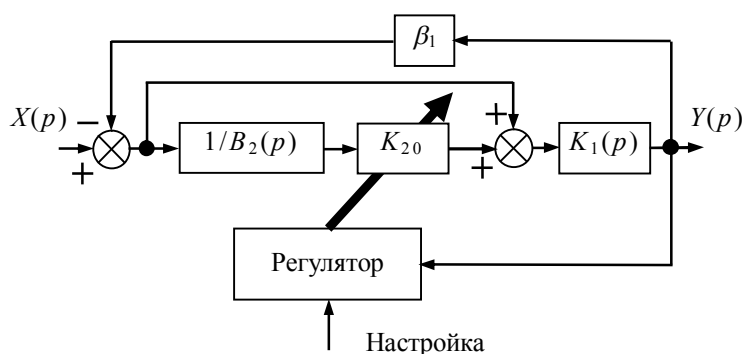 β₁
X(p) − Y(p)
+
1/B₂(p) K₂₀ + + K₁(p)
Регулятор
Настройка